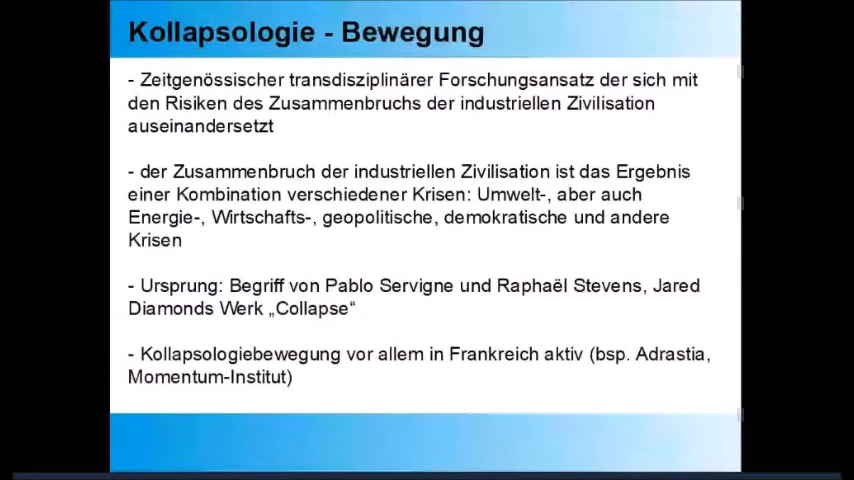 Kollapsologie - Bewegung
- Zeitgenössischer transdisziplinärer Forschungsansatz der sich mit
den Risiken des Zusammenbruchs der industriellen Zivilisation
auseinandersetzt
- der Zusammenbruch der industriellen Zivilisation ist das Ergebnis
einer Kombination verschiedener Krisen: Umwelt-, aber auch
Energie-, Wirtschafts-, geopolitische, demokratische und andere
Krisen
- Ursprung: Begriff von Pablo Servigne und Raphaël Stevens, Jared
Diamonds Werk „Collapse“
- Kollapsologiebewegung vor allem in Frankreich aktiv (bsp. Adrastia,
Momentum-Institut)